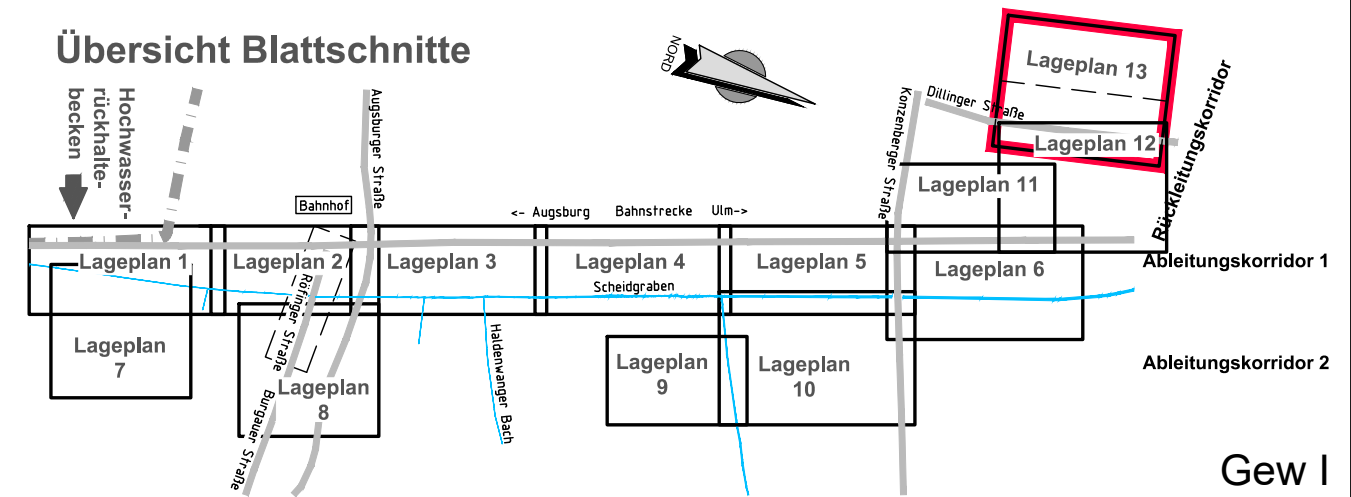 Übersicht Blattschnitte
Hochwasser-
rückhalte-
becken
Augsburger Straße
NORD
Konzenberger Straße
Dillinger Straße
Lageplan 13
Lageplan 12
Lageplan 11
Rückleitungskorridor
Bahnhof
<- Augsburg Bahnstrecke Ulm->
Lageplan 1
Lageplan 2
Lageplan 3
Lageplan 4
Lageplan 5
Lageplan 6
Ableitungskorridor 1
Röfinger Straße
Scheidgraben
Haldenwanger Bach
Lageplan
7
Lageplan
8
Burgauer Straße
Lageplan
9
Lageplan
10
Ableitungskorridor 2
Gew I